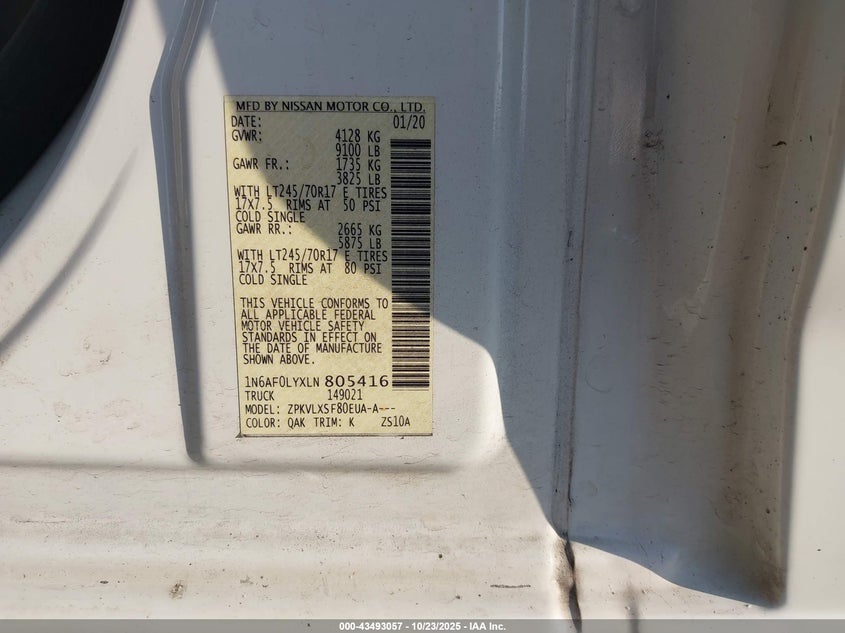 MFD BY NISSAN MOTOR CO., LTD.
DATE: 01/20
GVWR: 4128 KG
9100 LB
GAWR FR.: 1735 KG
3825 LB
WITH LT245/70R17 E TIRES
17x7.5 RIMS AT 50 PSI
COLD SINGLE
GAWR RR.: 2665 KG
5875 LB
WITH LT245/70R17 E TIRES
17x7.5 RIMS AT 80 PSI
COLD SINGLE
THIS VEHICLE CONFORMS TO
ALL APPLICABLE FEDERAL
MOTOR VEHICLE SAFETY
STANDARDS IN EFFECT ON
THE DATE OF MANUFACTURE
SHOWN ABOVE.
1N6AF0LYXLN 805416
TRUCK 149021
MODEL: ZPKVLXSF80EUA-A---
COLOR: QAK TRIM: K ZS10A
000-43493057 - 10/23/2025 - IAA Inc.